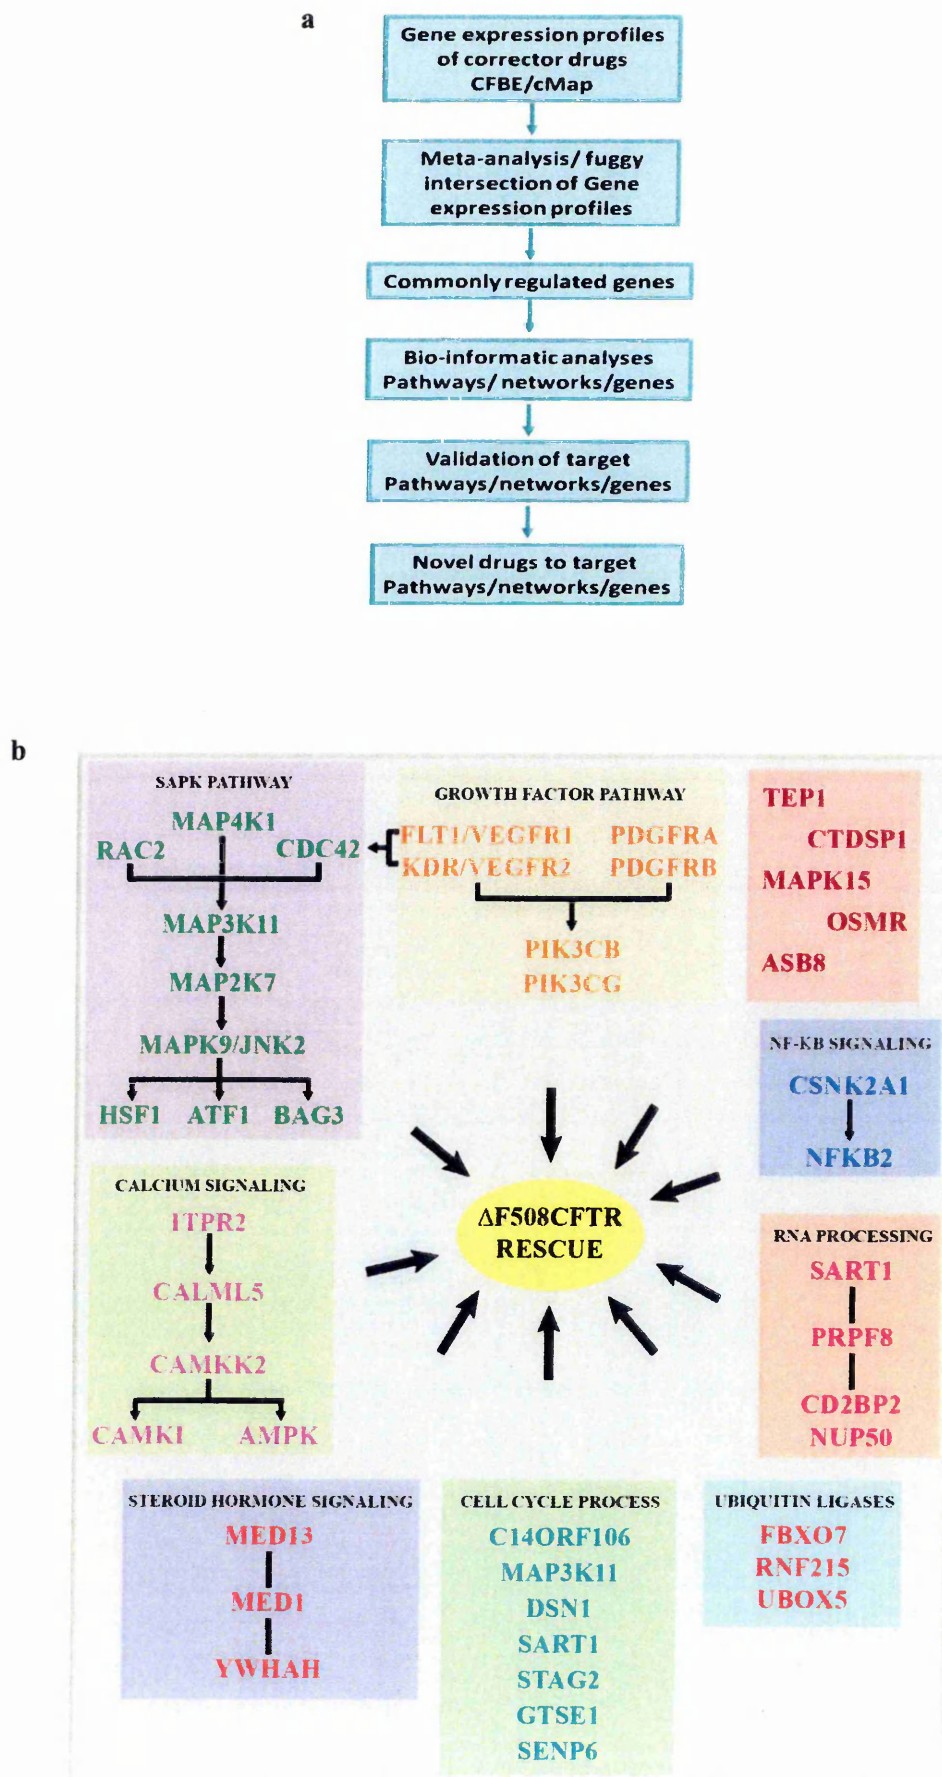 a
Gene expression profiles
of corrector drugs
CFBE/cMap
Meta-analysis/ fuggy
intersection of Gene
expression profiles
Commonly regulated genes
Bio-informatic analyses
Pathways/ networks/genes
Validation of target
Pathways/networks/genes
Novel drugs to target
Pathways/networks/genes
b
SAPK PATHWAY
MAP4K1
RAC2 CDC42
MAP3K11
MAP2K7
MAPK9/JNK2
HSF1 ATF1 BAG3
GROWTH FACTOR PATHWAY
FLT1/VEGFR1 PDGFRA
KDR/VEGFR2 PDGFRB
PIK3CB
PIK3CG
TEP1
CTDSP1
MAPK15
OSMR
ASB8
NF-KB SIGNALING
CSNK2A1
NFKB2
CALCIUM SIGNALING
ITPR2
CALML5
CAMKK2
CAMK1 AMPK
ΔF508CFTR
RESCUE
RNA PROCESSING
SART1
PRPF8
CD2BP2
NUP50
STEROID HORMONE SIGNALING
MED13
MED1
YWHAH
CELL CYCLE PROCESS
C14ORF106
MAP3K11
DSN1
SART1
STAG2
GTSE1
SENP6
UBIQUITIN LIGASES
FBXO7
RNF215
UBOX5